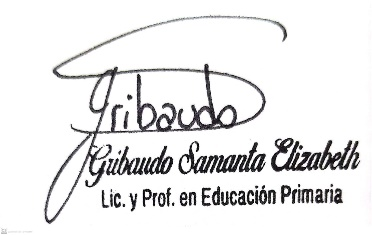 Gribaudo
Gribaudo Samanta Elizabeth
Lic. y Prof. en Educación Primaria